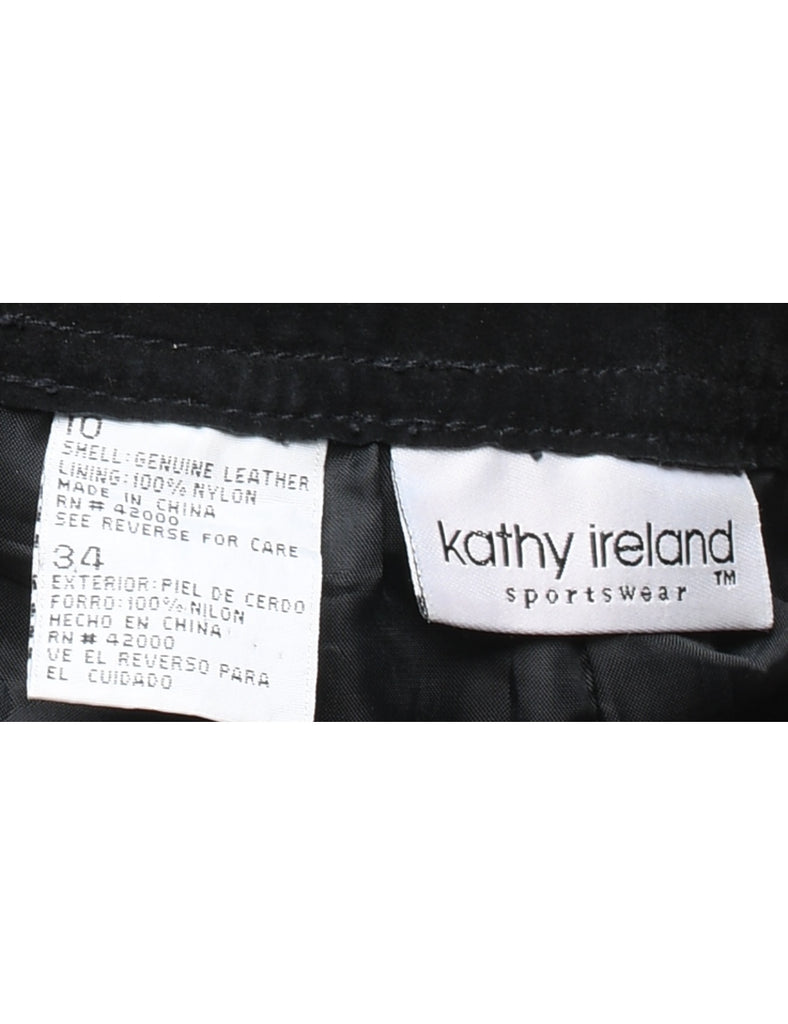 10
SHELL:GENUINE LEATHER
LINING:100% NYLON
MADE IN CHINA
RN # 42000
SEE REVERSE FOR CARE
34
EXTERIOR:PIEL DE CERDO
FORRO:100% NILON
HECHO EN CHINA
RN # 42000
VE EL REVERSO PARA
EL CUIDADO
kathy ireland
TM
sportswear